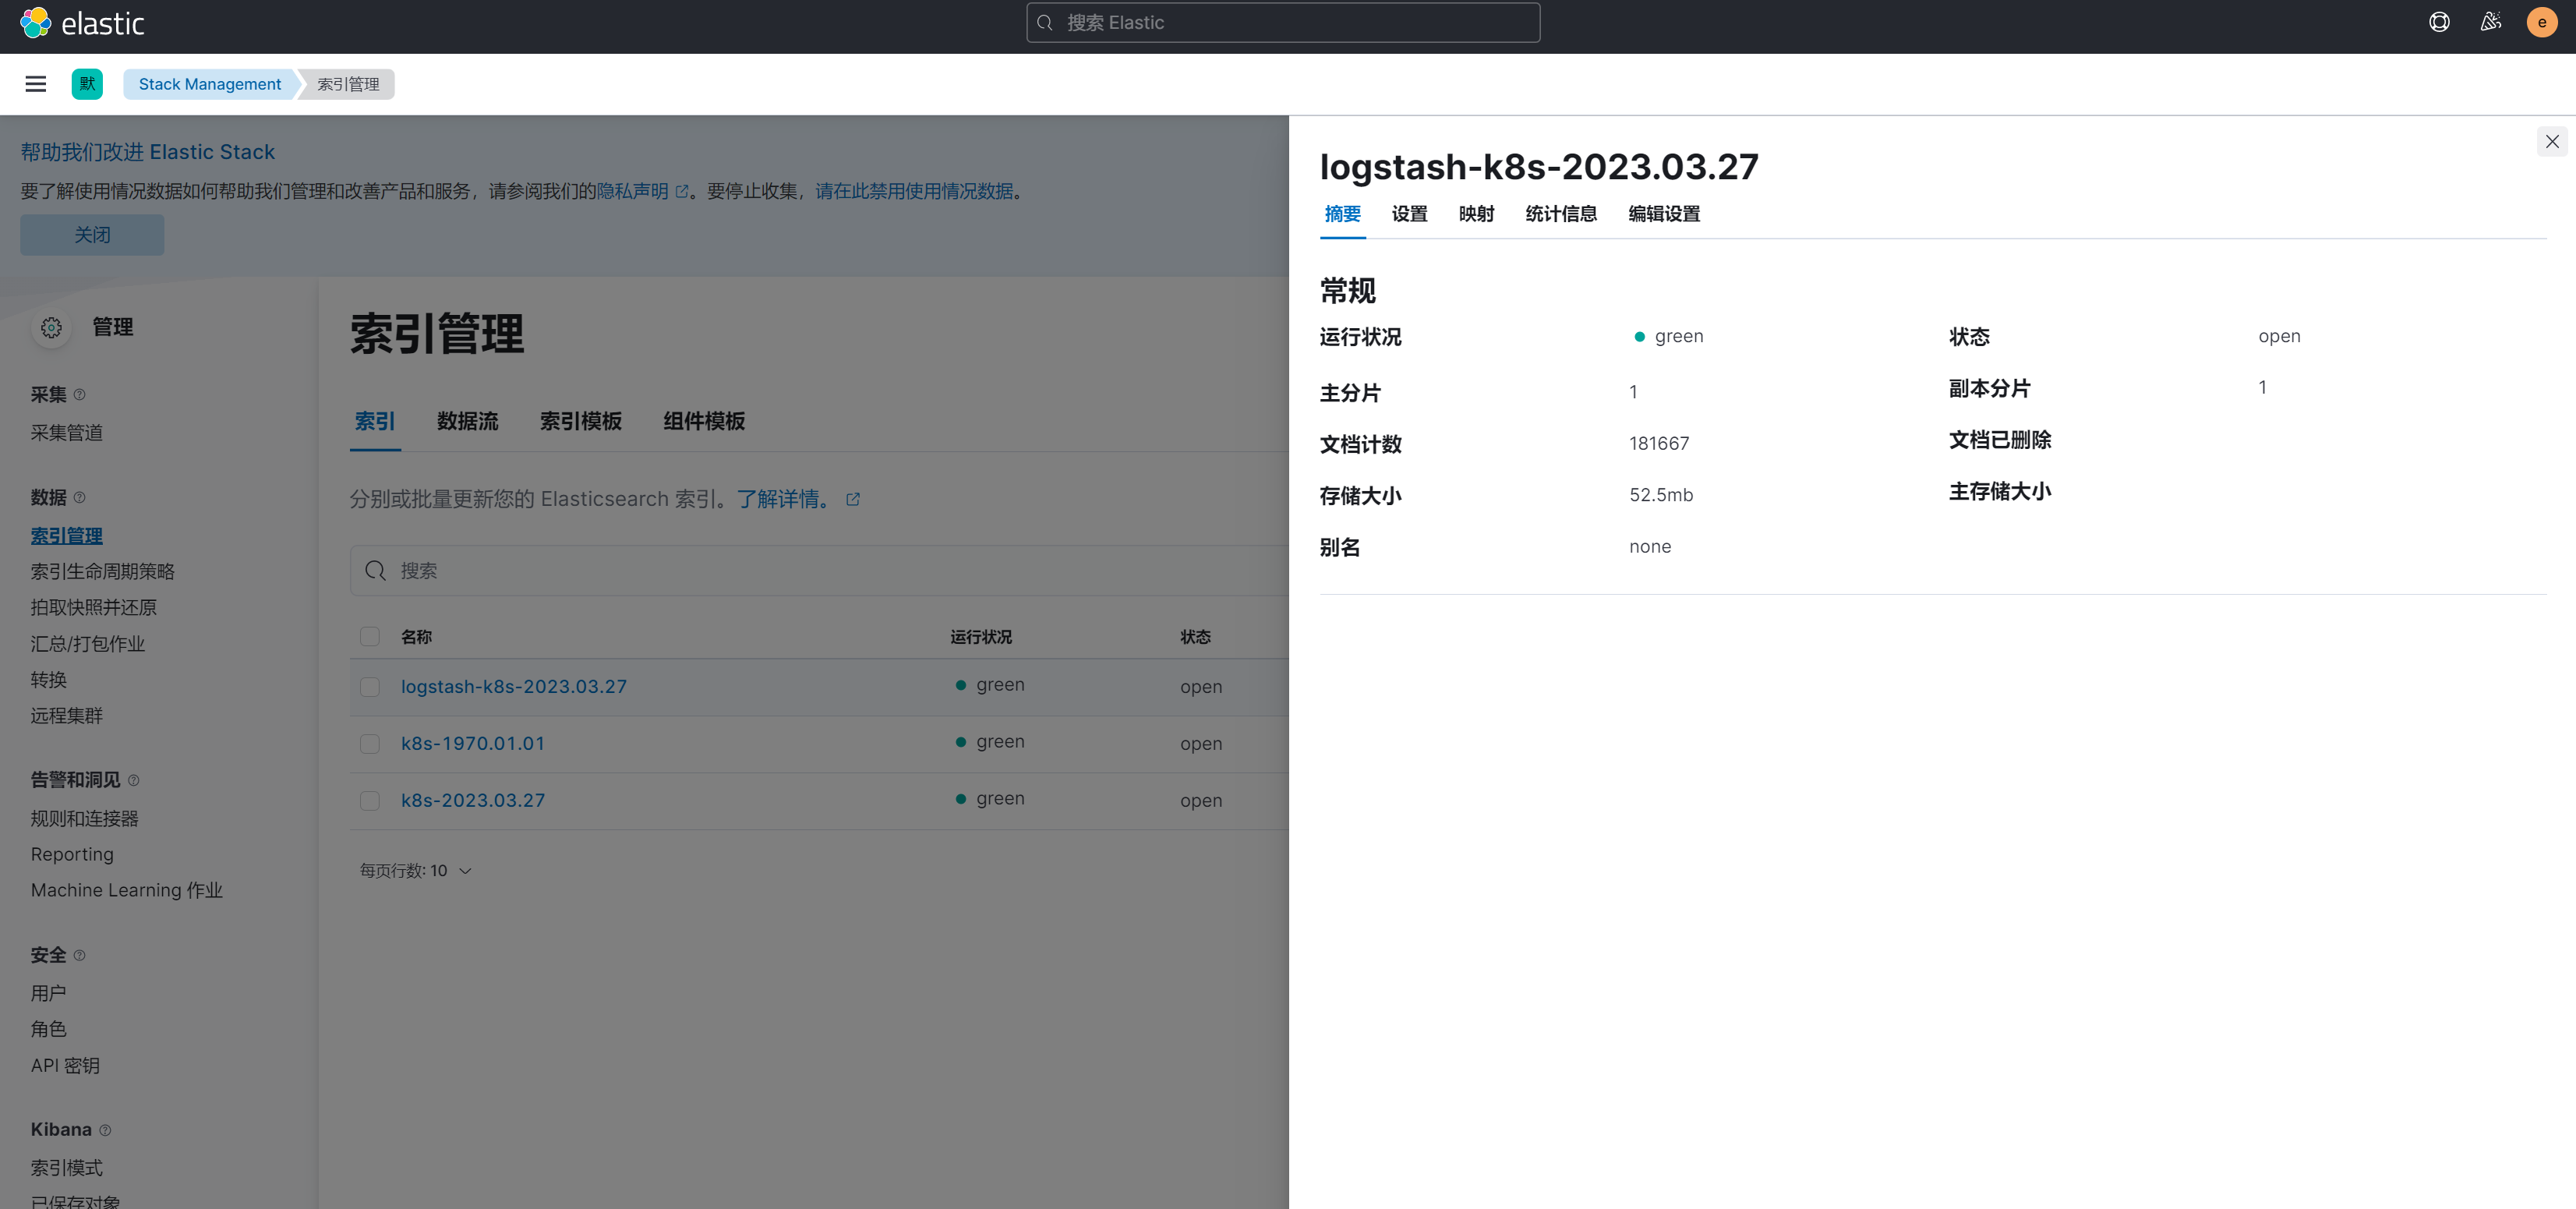 elastic
搜索 Elastic
e
默
Stack Management
索引管理
帮助我们改进 Elastic Stack
要了解使用情况数据如何帮助我们管理和改善产品和服务，请参阅我们的隐私声明。要停止收集，请在此禁用使用情况数据。
关闭
管理
采集
采集管道
数据
索引管理
索引生命周期策略
拍取快照并还原
汇总/打包作业
转换
远程集群
告警和洞见
规则和连接器
Reporting
Machine Learning 作业
安全
用户
角色
API 密钥
Kibana
索引模式
已保存对象
索引管理
索引 数据流 索引模板 组件模板
分别或批量更新您的 Elasticsearch 索引。了解详情。
搜索
名称 运行状况 状态
logstash-k8s-2023.03.27 green open
k8s-1970.01.01 green open
k8s-2023.03.27 green open
每页行数: 10
logstash-k8s-2023.03.27
摘要 设置 映射 统计信息 编辑设置
常规
运行状况 green 状态 open
主分片 1 副本分片 1
文档计数 181667 文档已删除
存储大小 52.5mb 主存储大小
别名 none